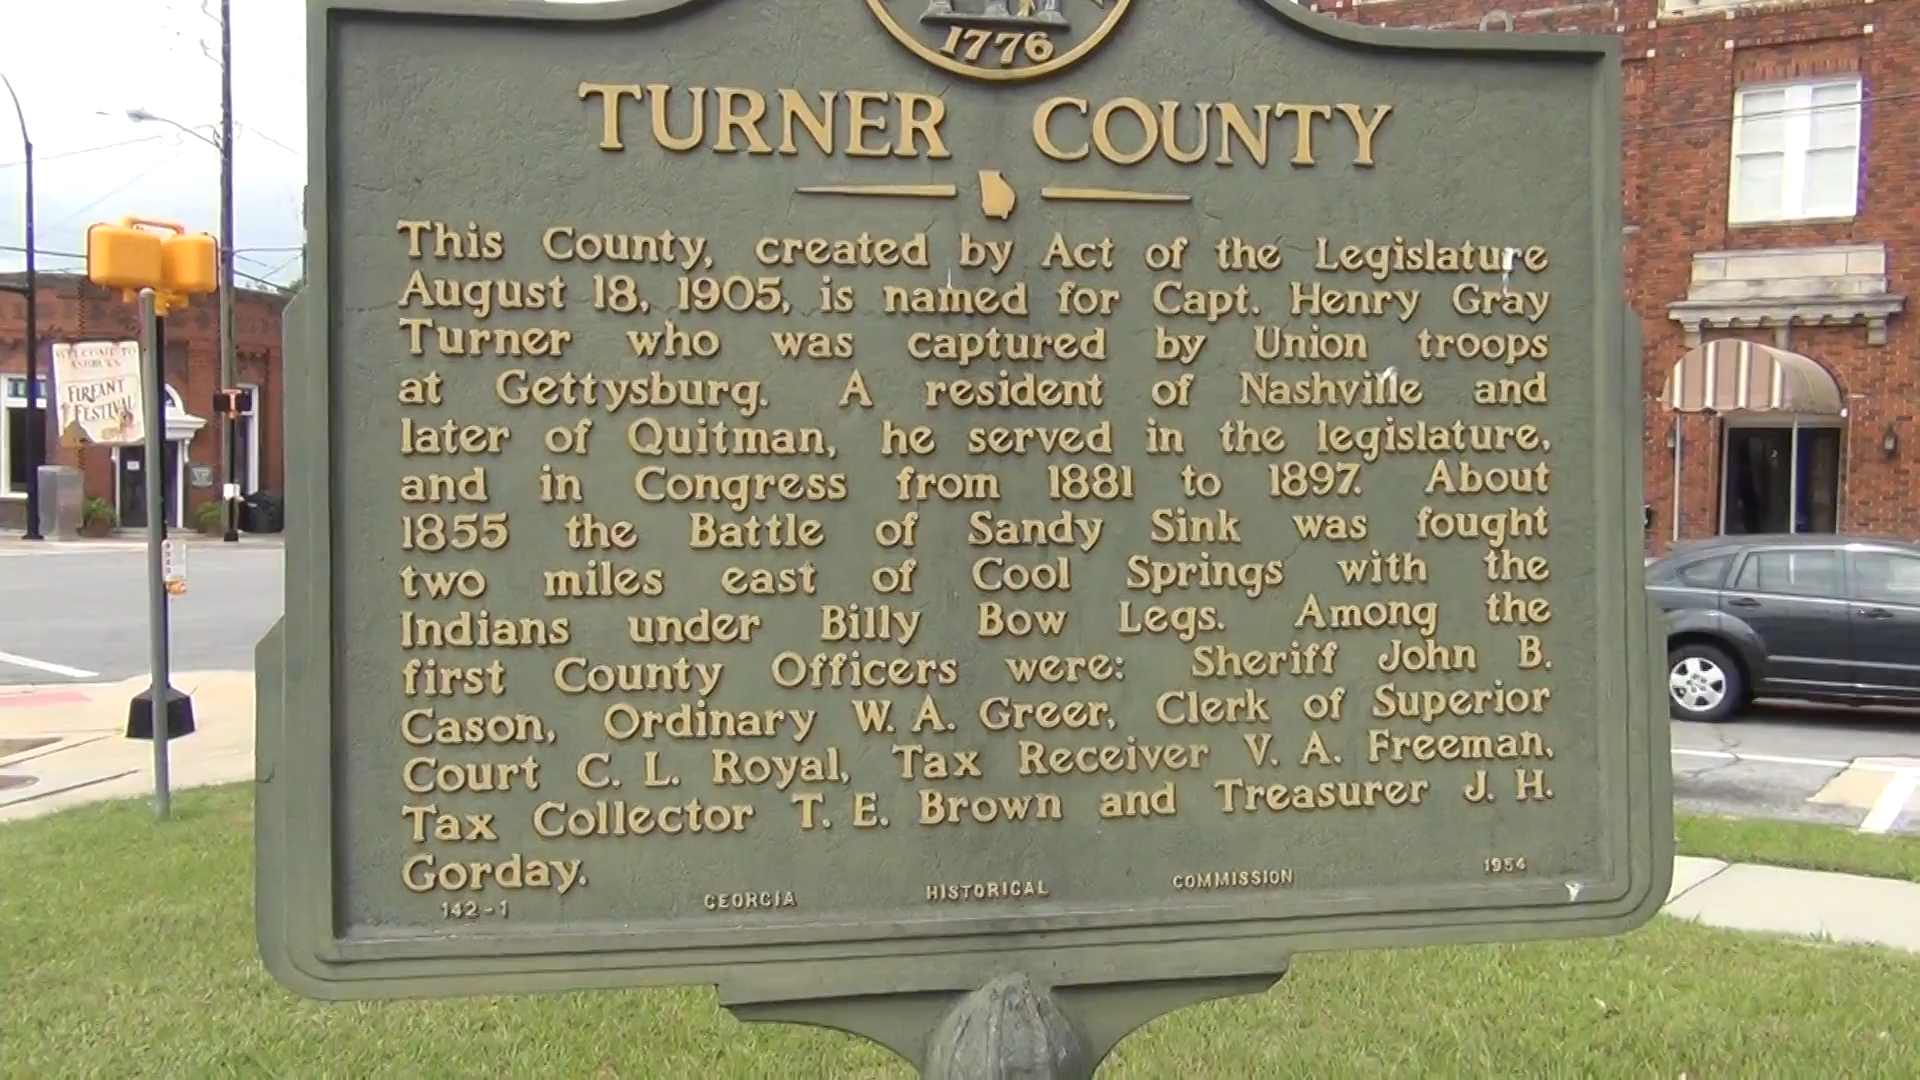 1776
TURNER COUNTY
This County, created by Act of the Legislature
August 18, 1905, is named for Capt. Henry Gray
Turner who was captured by Union troops
at Gettysburg. A resident of Nashville and
later of Quitman, he served in the legislature,
and in Congress from 1881 to 1897. About
1855 the Battle of Sandy Sink was fought
two miles east of Cool Springs with the
Indians under Billy Bow Legs. Among the
first County Officers were: Sheriff John B.
Cason, Ordinary W. A. Greer, Clerk of Superior
Court C. L. Royal, Tax Receiver V. A. Freeman,
Tax Collector T. E. Brown and Treasurer J. H.
Gorday.
142-1 GEORGIA HISTORICAL COMMISSION 1954
WELCOME TO
ASHBURN
FIREANT
FESTIVAL